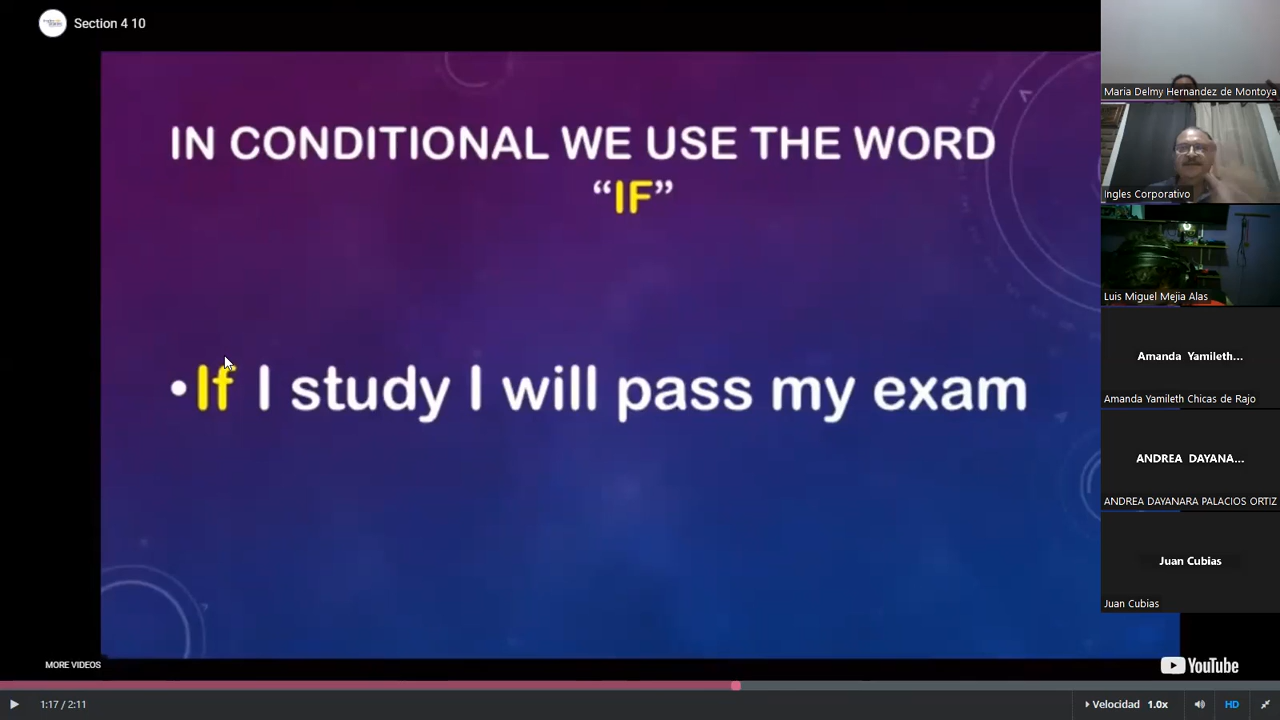 Section 4 10
IN CONDITIONAL WE USE THE WORD
“IF”
•If I study I will pass my exam
MORE VIDEOS
YouTube
1:17 / 2:11
Velocidad 1.0x
HD
Maria Delmy Hernandez de Montoya
Ingles Corporativo
Luis Miguel Mejia Alas
Amanda Yamileth...
Amanda Yamileth Chicas de Rajo
ANDREA DAYANA...
ANDREA DAYANARA PALACIOS ORTIZ
Juan Cubias
Juan Cubias